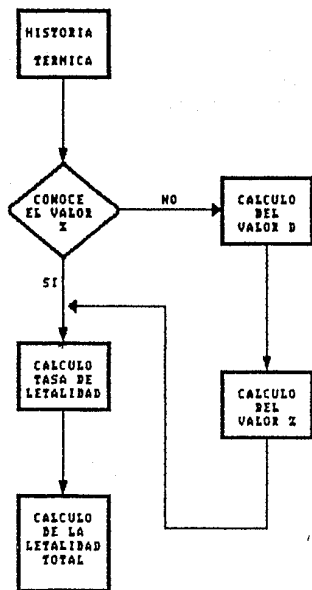 HISTORIA
TERMICA
CONOCE
EL VALOR
Z
NO
CALCULO
DEL
VALOR D
SI
CALCULO
TASA DE
LETALIDAD
CALCULO
DEL
VALOR Z
CALCULO
DE LA
LETALIDAD
TOTAL